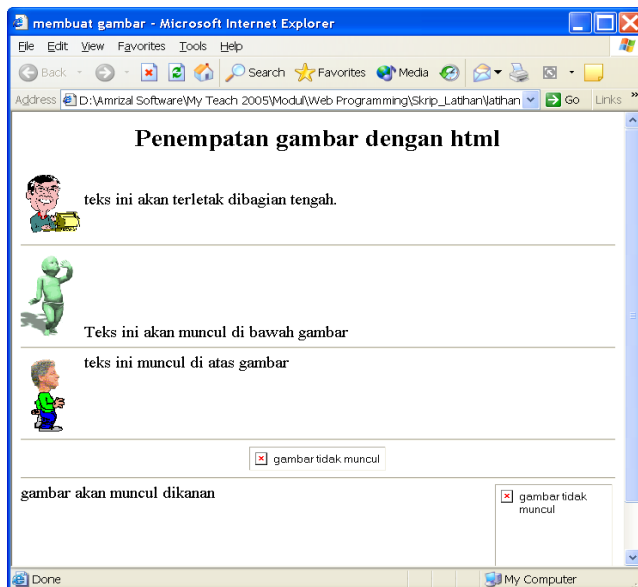 membuat gambar - Microsoft Internet Explorer
File Edit View Favorites Tools Help
Back Search Favorites Media
Address D:\Amrizal Software\My Teach 2005\Modul\Web Programming\Skrip_Latihan\latihan Go Links »
Penempatan gambar dengan html
teks ini akan terletak dibagian tengah.
Teks ini akan muncul di bawah gambar
teks ini muncul di atas gambar
gambar tidak muncul
gambar akan muncul dikanan
gambar tidak
muncul
Done My Computer